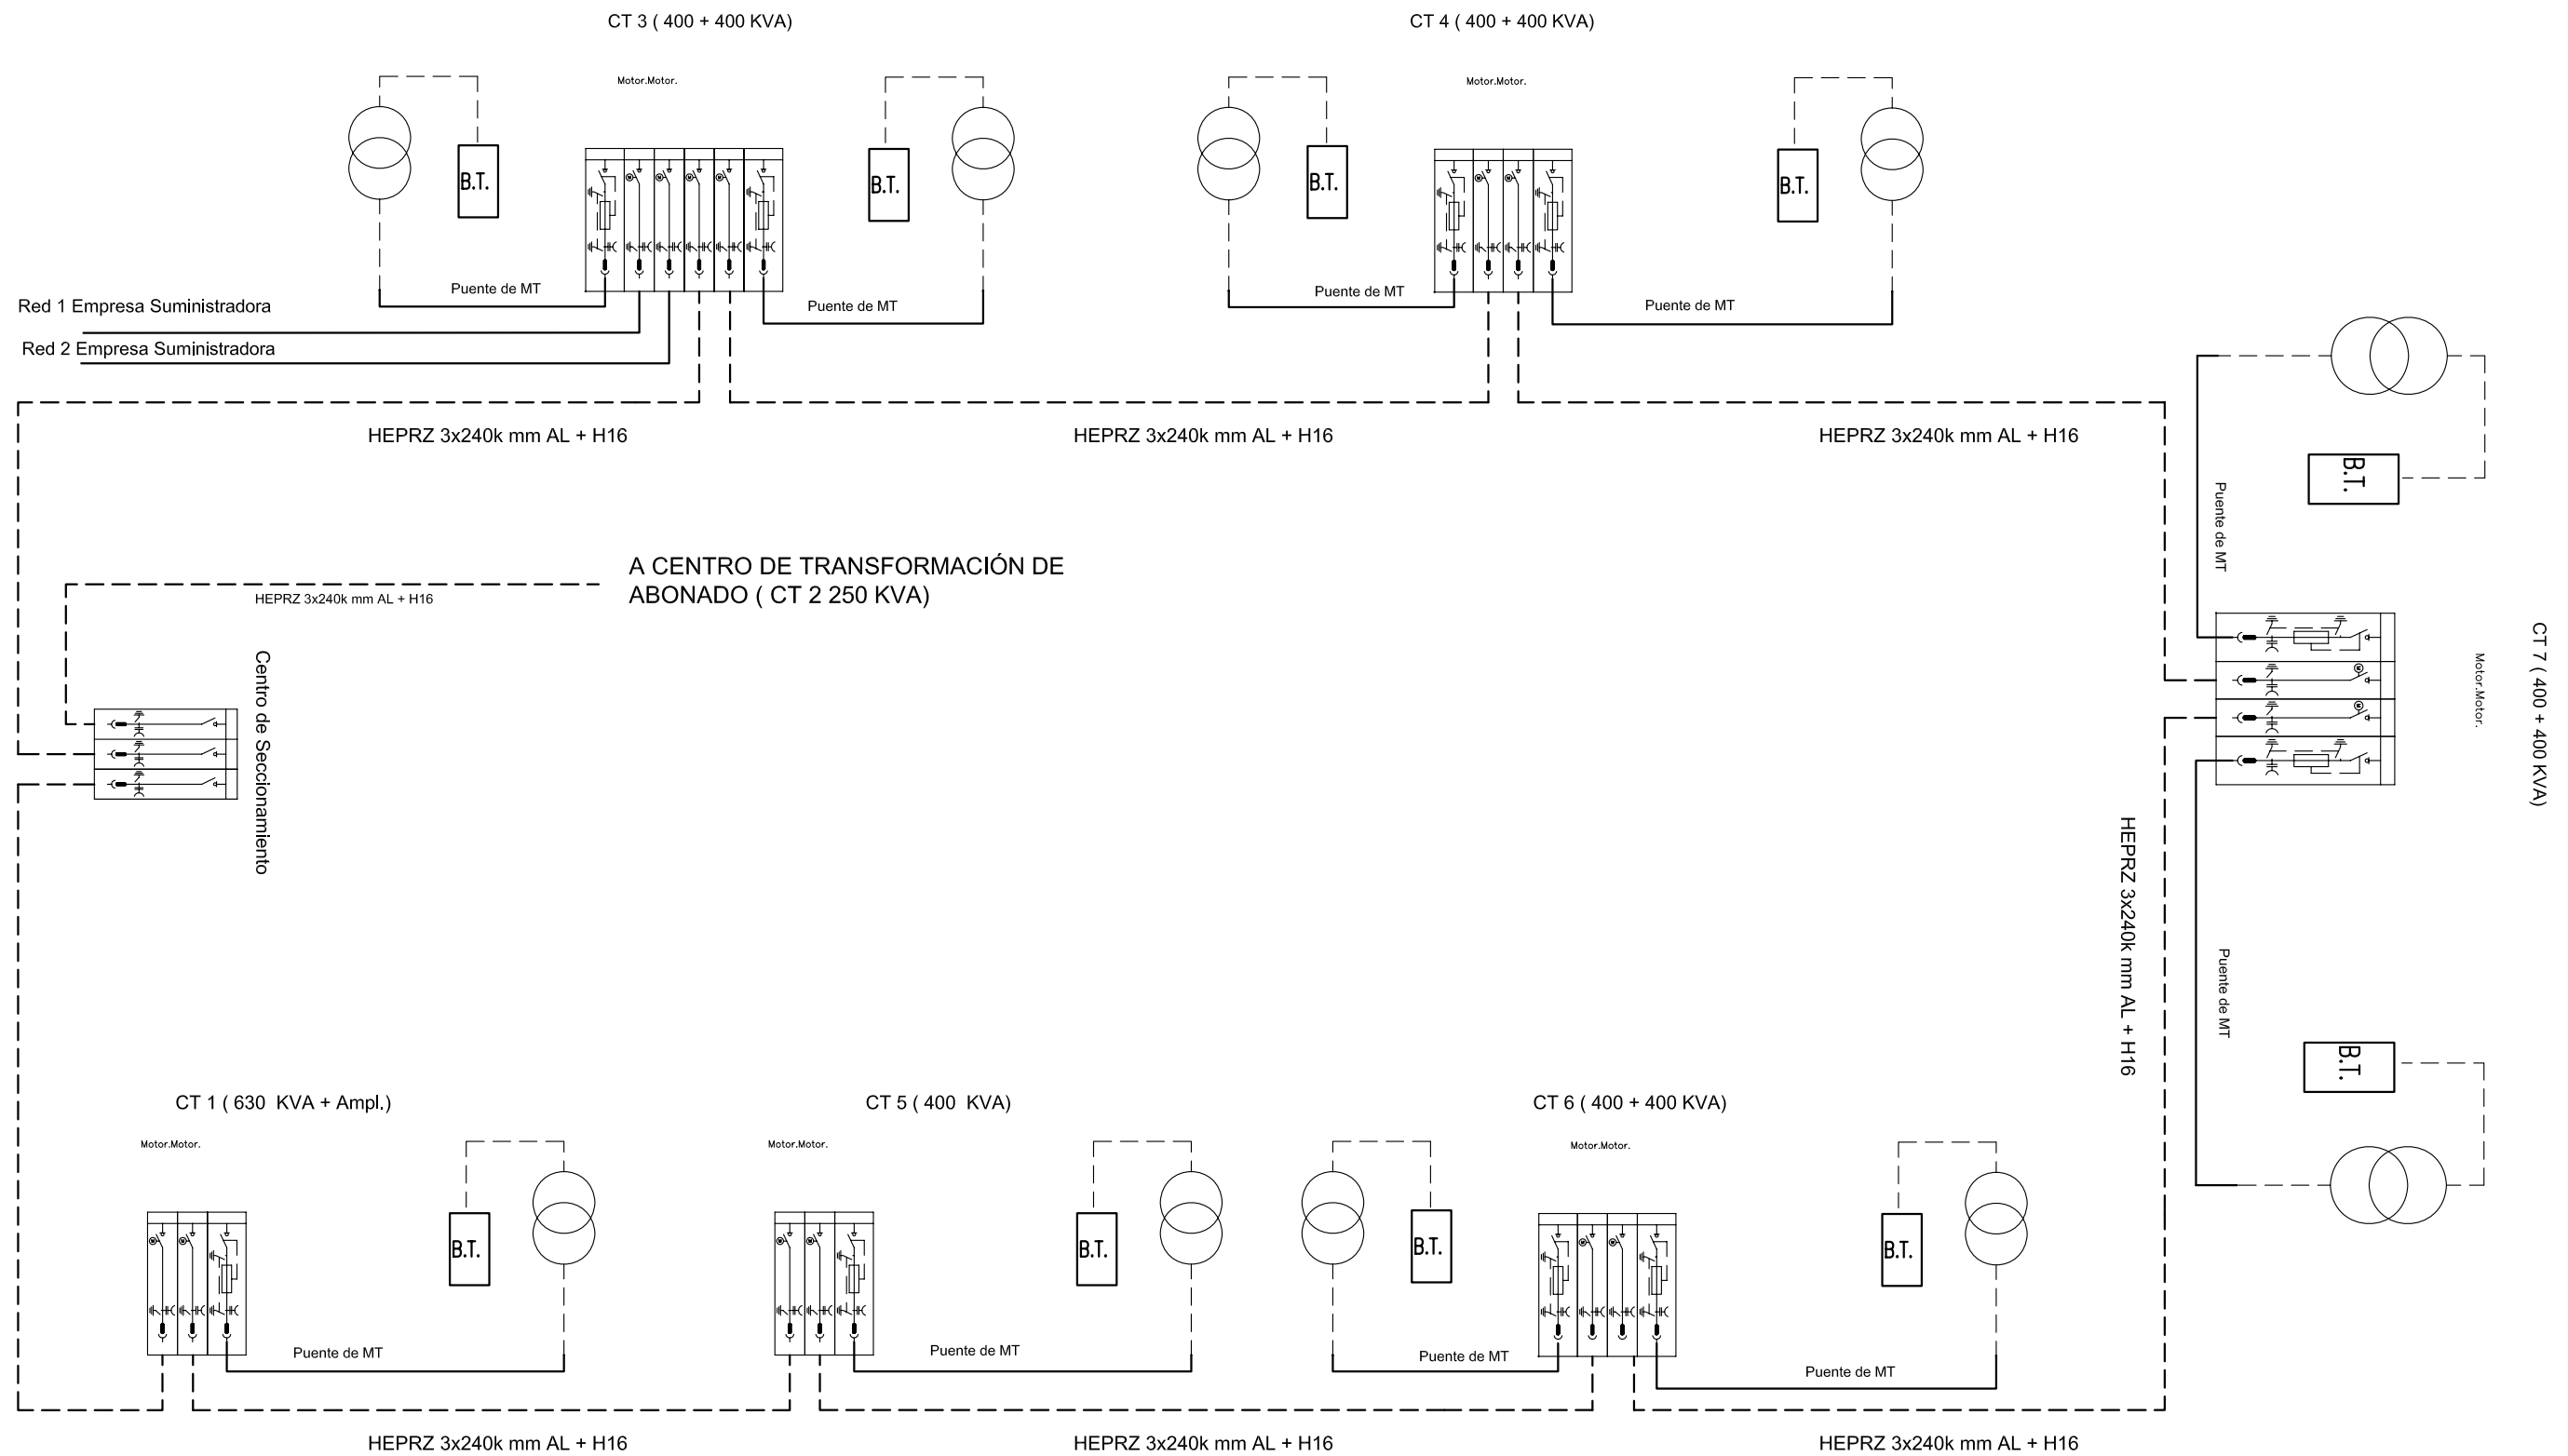 CT 3 ( 400 + 400 KVA)
CT 4 ( 400 + 400 KVA)
Motor.Motor.
Motor.Motor.
B.T.
B.T.
B.T.
B.T.
Puente de MT
Puente de MT
Puente de MT
Puente de MT
Red 1 Empresa Suministradora
Red 2 Empresa Suministradora
HEPRZ 3x240k mm AL + H16
HEPRZ 3x240k mm AL + H16
HEPRZ 3x240k mm AL + H16
B.T.
Puente de MT
A CENTRO DE TRANSFORMACIÓN DE
ABONADO ( CT 2 250 KVA)
HEPRZ 3x240k mm AL + H16
Centro de Seccionamiento
CT 7 ( 400 + 400 KVA)
Motor.Motor.
HEPRZ 3x240k mm AL + H16
Puente de MT
B.T.
CT 1 ( 630  KVA + Ampl.)
CT 5 ( 400  KVA)
CT 6 ( 400 + 400 KVA)
Motor.Motor.
Motor.Motor.
Motor.Motor.
B.T.
B.T.
B.T.
B.T.
Puente de MT
Puente de MT
Puente de MT
Puente de MT
HEPRZ 3x240k mm AL + H16
HEPRZ 3x240k mm AL + H16
HEPRZ 3x240k mm AL + H16